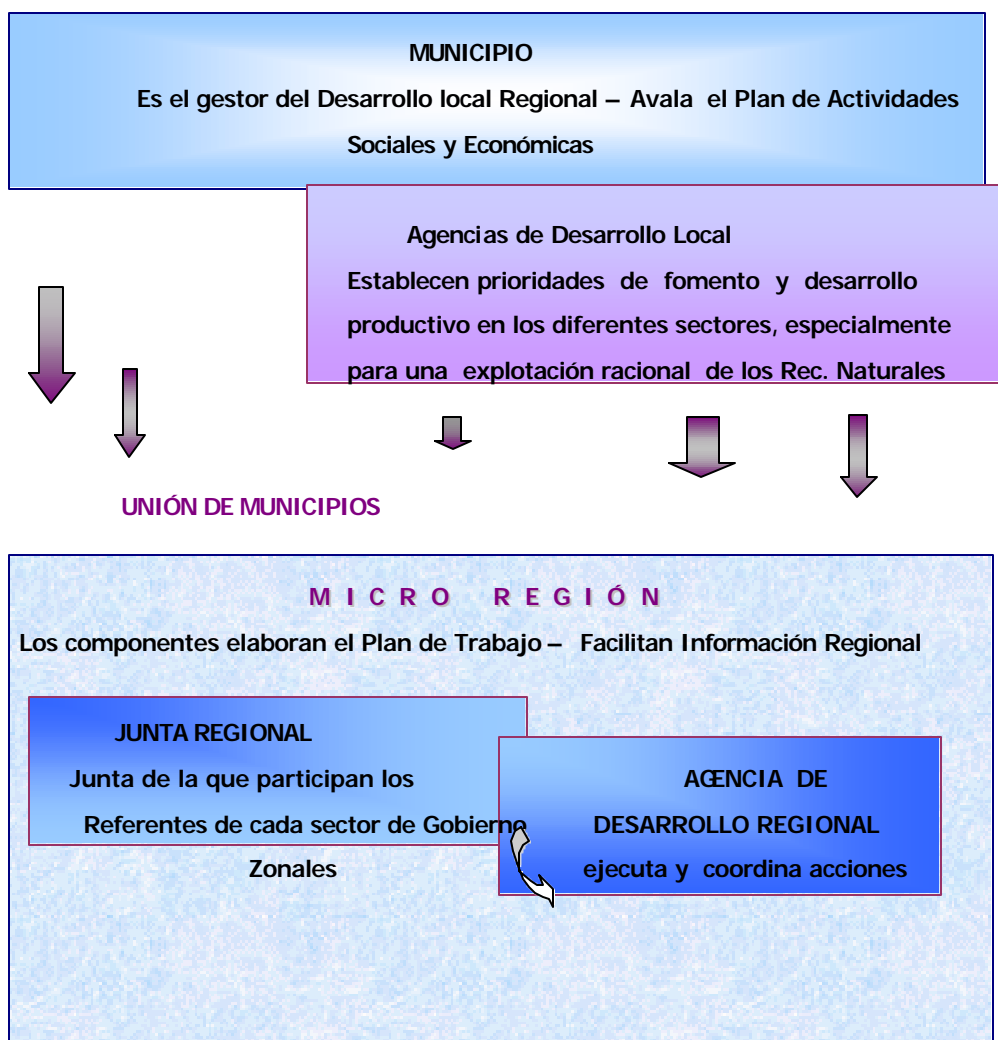 MUNICIPIO
Es el gestor del Desarrollo local Regional – Avala el Plan de Actividades
Sociales y Económicas
Agencias de Desarrollo Local
Establecen prioridades de fomento y desarrollo
productivo en los diferentes sectores, especialmente
para una explotación racional de los Rec. Naturales
UNIÓN DE MUNICIPIOS
MICRO REGIÓN
Los componentes elaboran el Plan de Trabajo – Facilitan Información Regional
JUNTA REGIONAL
Junta de la que participan los
Referentes de cada sector de Gobierno
Zonales
AGENCIA DE
DESARROLLO REGIONAL
ejecuta y coordina acciones